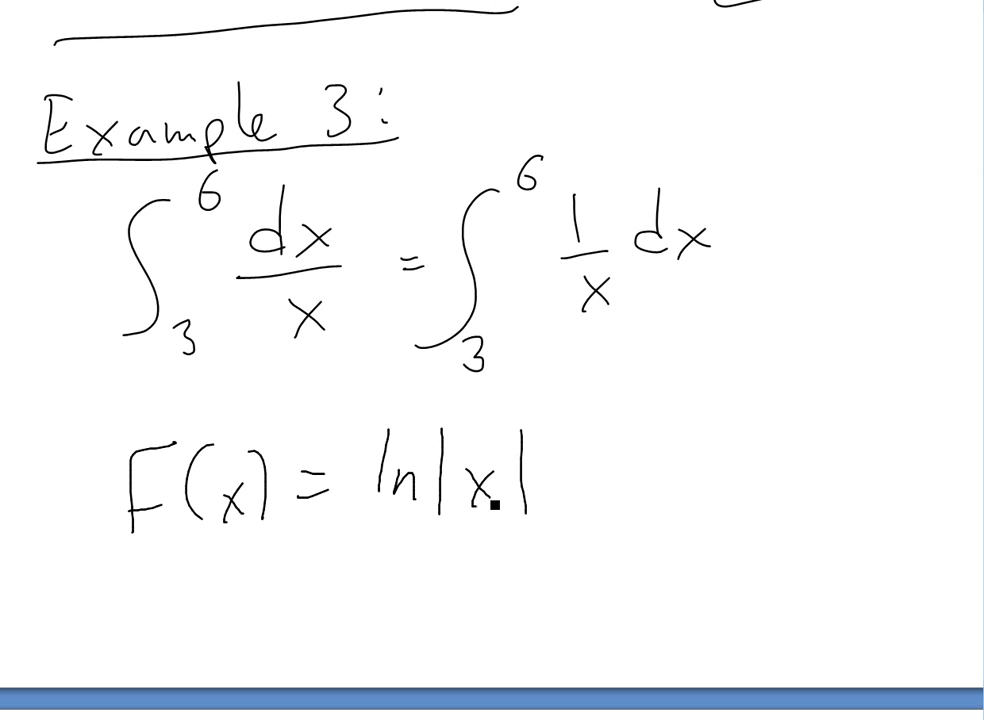 Example 3:
∫₃⁶ dx/x = ∫₃⁶ 1/x dx
F(x) = ln|x|